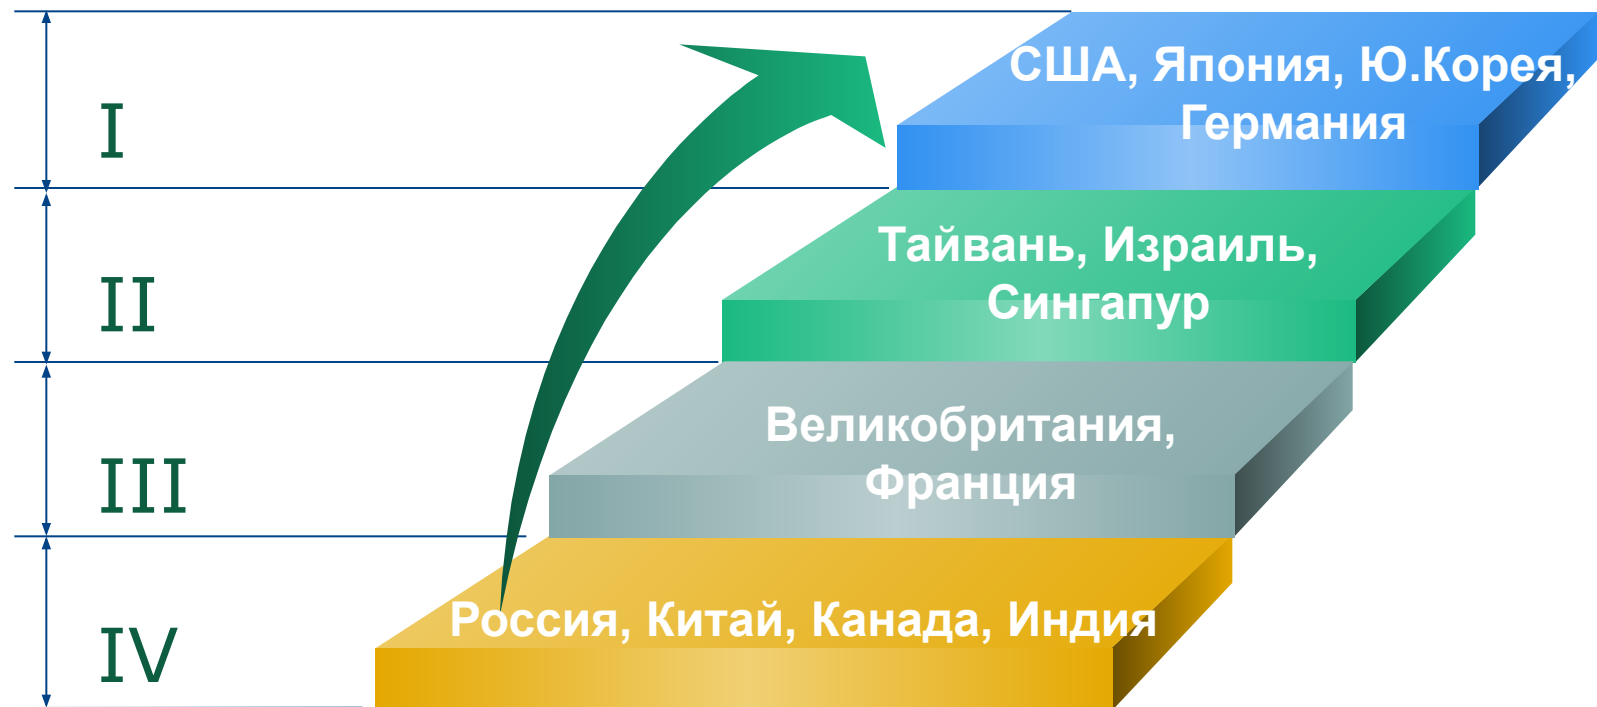 I
США, Япония, Ю.Корея,
Германия
II
Тайвань, Израиль,
Сингапур
III
Великобритания,
Франция
IV
Россия, Китай, Канада, Индия